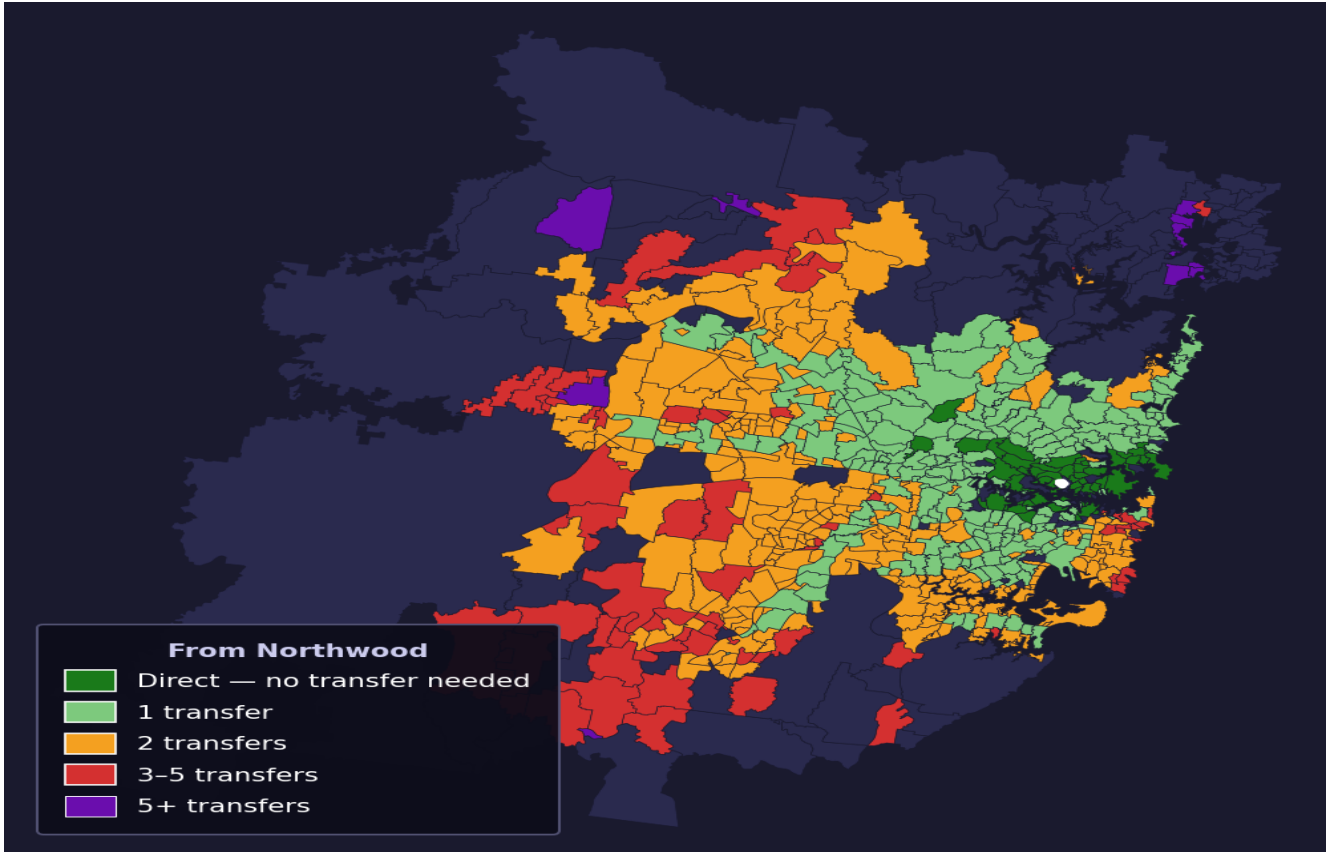 From Northwood
Direct — no transfer needed
1 transfer
2 transfers
3–5 transfers
5+ transfers